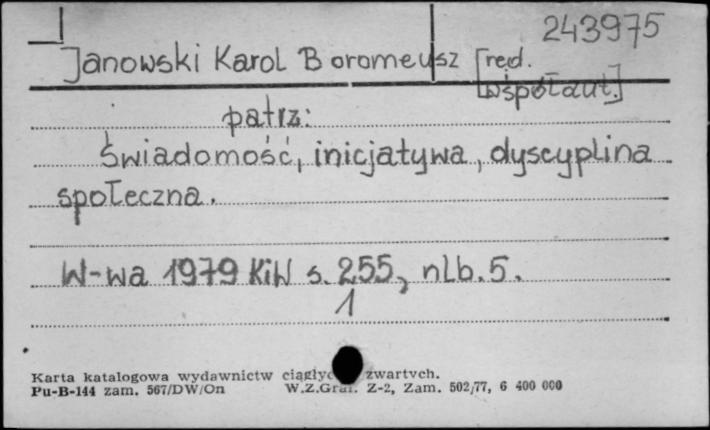 243975
Janowski Karol Boromeusz [red.
współaut.]
patrz:
Świadomość, inicjatywa, dyscyplina
społeczna.
W-wa 1979 KiW s. 255, nlb. 5.
1
Karta katalogowa wydawnictw zwartych.
Pu-B-144 zam. 567/DW/On W.Z.Graf. Z-2, Zam. 502/77, 6 400 000